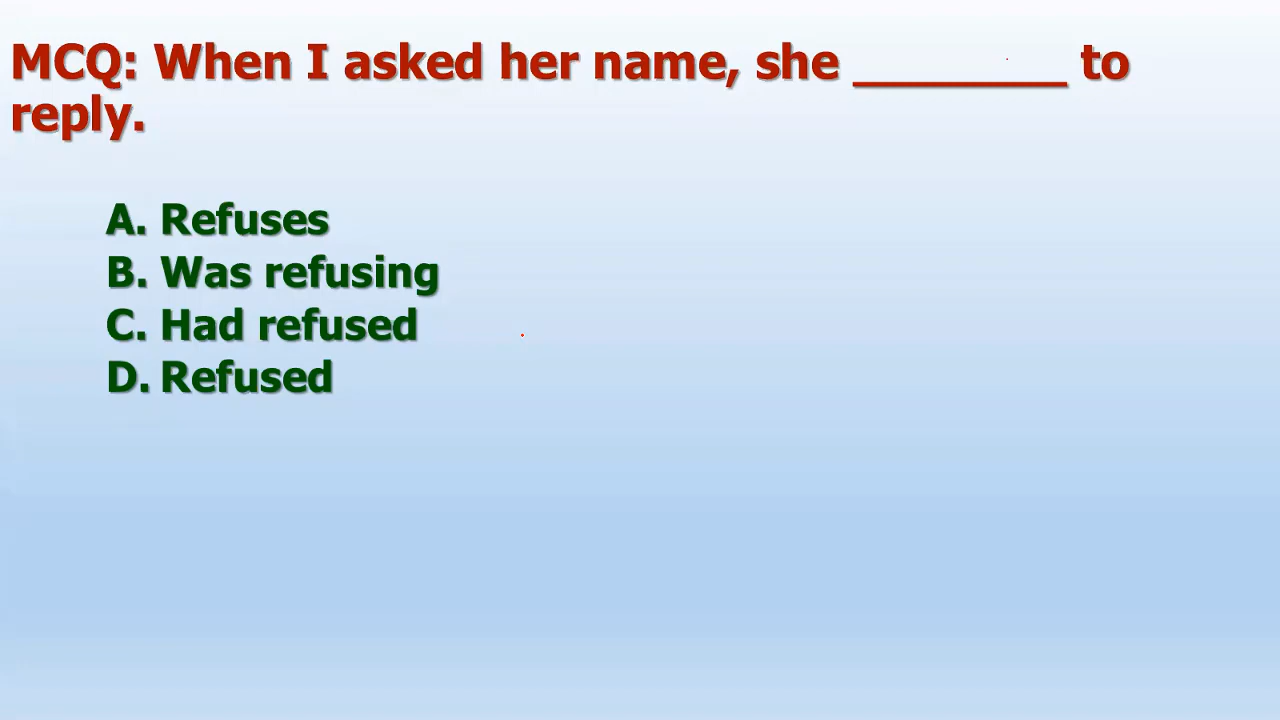 MCQ: When I asked her name, she ________ to
reply.
A. Refuses
B. Was refusing
C. Had refused
D. Refused